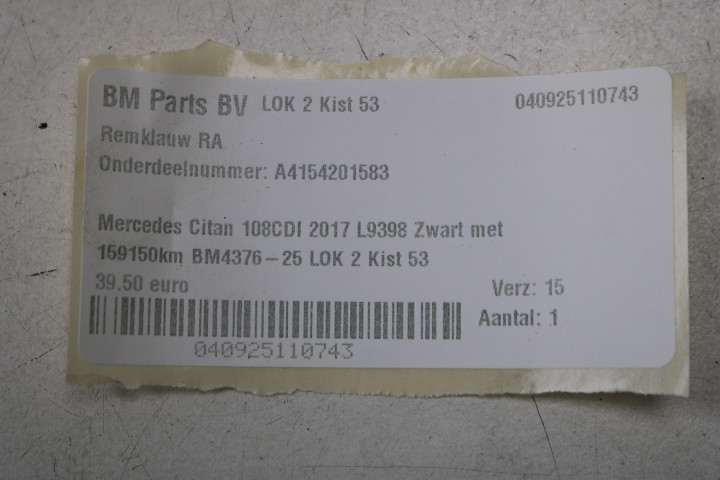 BM Parts BV LOK 2 Kist 53 040925110743
Remklauw RA
Onderdeelnummer: A4154201583
Mercedes Citan 108CDI 2017 L9398 Zwart met
159150km BM4376-25 LOK 2 Kist 53
39.50 euro Verz: 15
Aantal: 1
040925110743